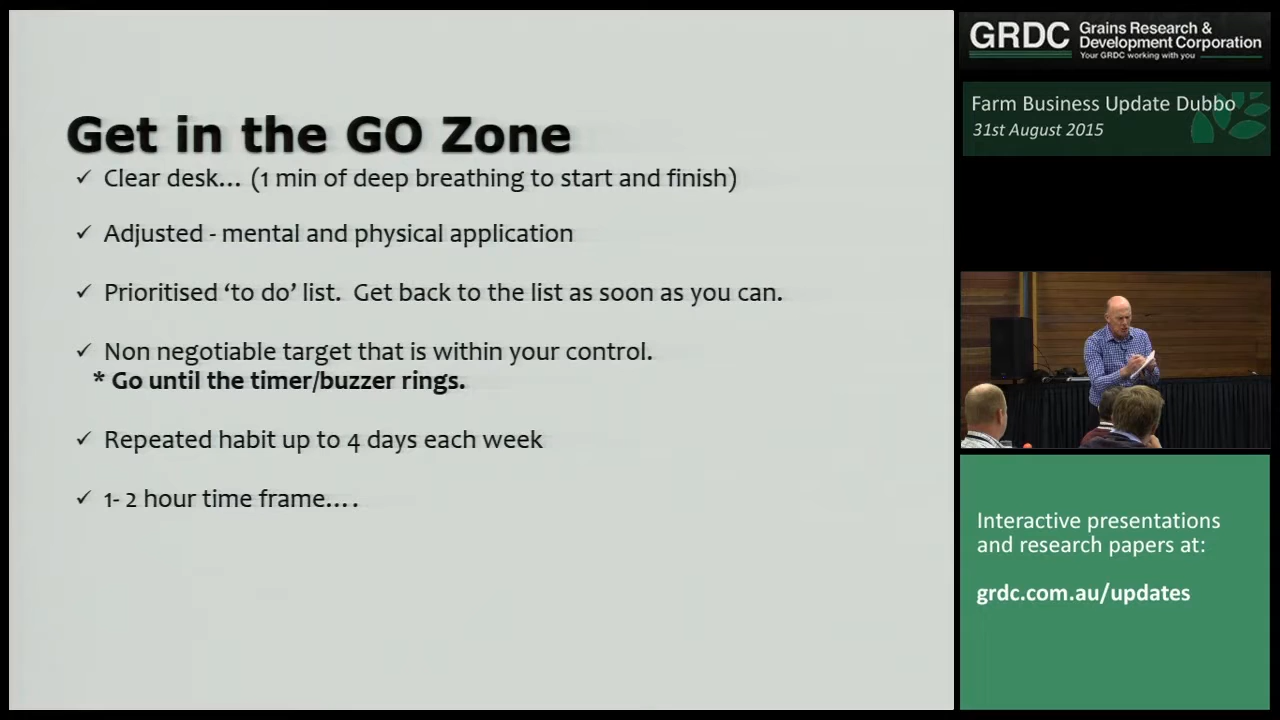 Get in the GO Zone
✓ Clear desk... (1 min of deep breathing to start and finish)
✓ Adjusted - mental and physical application
✓ Prioritised ‘to do’ list. Get back to the list as soon as you can.
✓ Non negotiable target that is within your control.
* Go until the timer/buzzer rings.
✓ Repeated habit up to 4 days each week
✓ 1- 2 hour time frame....
GRDC
Grains Research &
Development Corporation
Your GRDC working with you
Farm Business Update Dubbo
31st August 2015
Interactive presentations
and research papers at:
grdc.com.au/updates